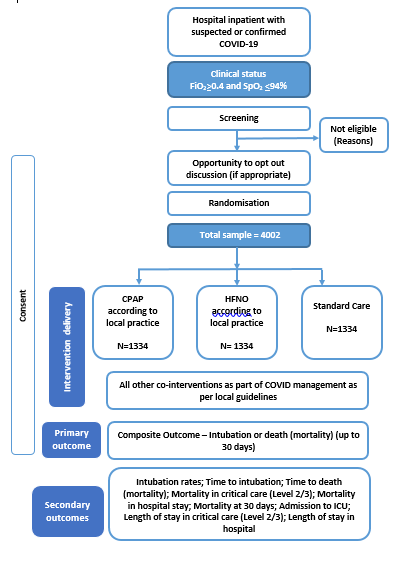 Hospital inpatient with
suspected or confirmed
COVID-19
Clinical status
FiO₂≥0.4 and SpO₂ ≤94%
Screening
Not eligible
(Reasons)
Opportunity to opt out
discussion (if appropriate)
Randomisation
Total sample = 4002
Consent
Intervention delivery
CPAP
according to
local practice
N=1334
HFNO
according to
local practice
N= 1334
Standard Care
N=1334
All other co-interventions as part of COVID management as
per local guidelines
Primary
outcome
Composite Outcome – Intubation or death (mortality) (up to
30 days)
Secondary
outcomes
Intubation rates; Time to intubation; Time to death
(mortality); Mortality in critical care (Level 2/3); Mortality
in hospital stay; Mortality at 30 days; Admission to ICU;
Length of stay in critical care (Level 2/3); Length of stay in
hospital